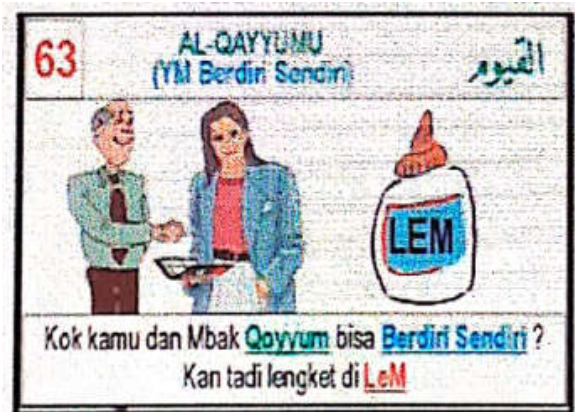 63
AL-QAYYUMU
(YM Berdiri Sendiri)
القيوم
LEM
Kok kamu dan Mbak Qoyyum bisa Berdiri Sendiri ?
Kan tadi lengket di LeM